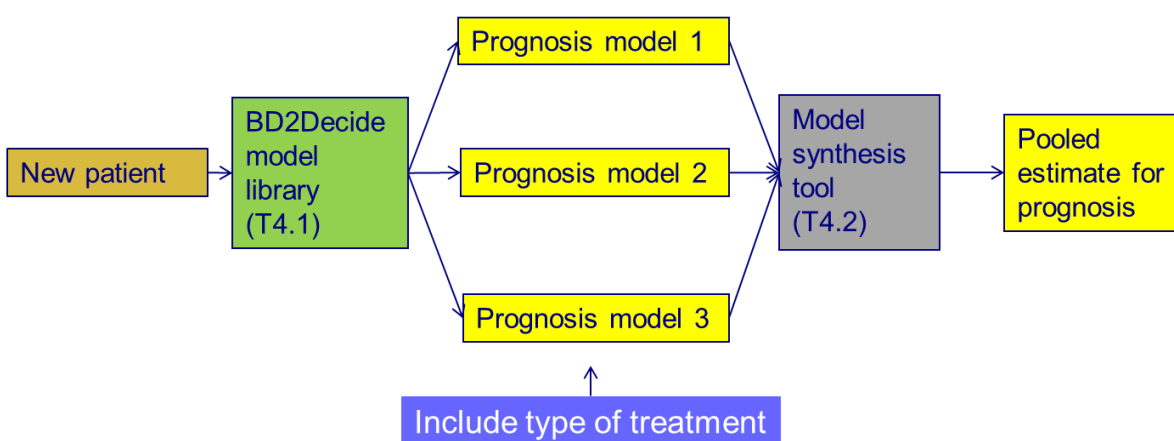 Prognosis model 1
BD2Decide
model
library
(T4.1)
Model
synthesis
tool
(T4.2)
Pooled
estimate for
prognosis
New patient
Prognosis model 2
Prognosis model 3
Include type of treatment